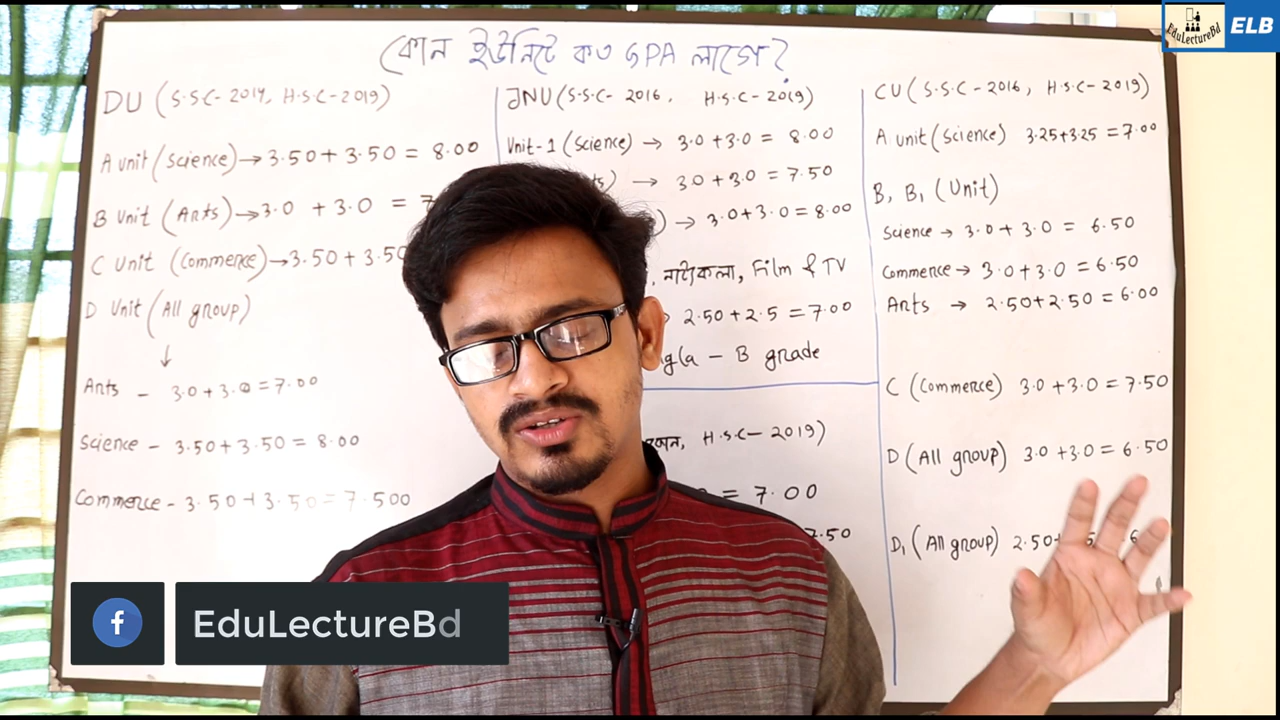 কোন ইউনিটে কত GPA লাগে?
DU (S.S.C- 2014, H.S.C-2019)
A unit (Science)→3.50+3.50 = 8.00
B Unit (Arts)→3.0 + 3.0 = 7
C Unit (Commerce)→3.50+3.50
D Unit (All group)
↓
Arts - 3.0+3.0=7.00
Science - 3.50+3.50 = 8.00
Commerce - 3.50+3.50=7.500
JNU (S.S.C- 2016, H.S.C-2019)
Unit-1 (Science) → 3.0+3.0 = 8.00
→ 3.0+3.0 = 7.50
→ 3.0+3.0=8.00
নাট্যকলা, Film & TV
2.50+2.5 =7.00
- B grade
H.S.C- 2019)
= 7.00
7.50
CU (S.S.C-2016, H.S.C-2019)
A unit (Science) 3.25+3.25=7.00
B, B₁ (Unit)
Science → 3.0+3.0 = 6.50
Commerce → 3.0+3.0 = 6.50
Arts → 2.50+2.50=6.00
C (Commerce) 3.0+3.0=7.50
D (All group) 3.0+3.0=6.50
D₁ (All group) 2.50+
EduLectureBd
ELB
f
EduLectureBd